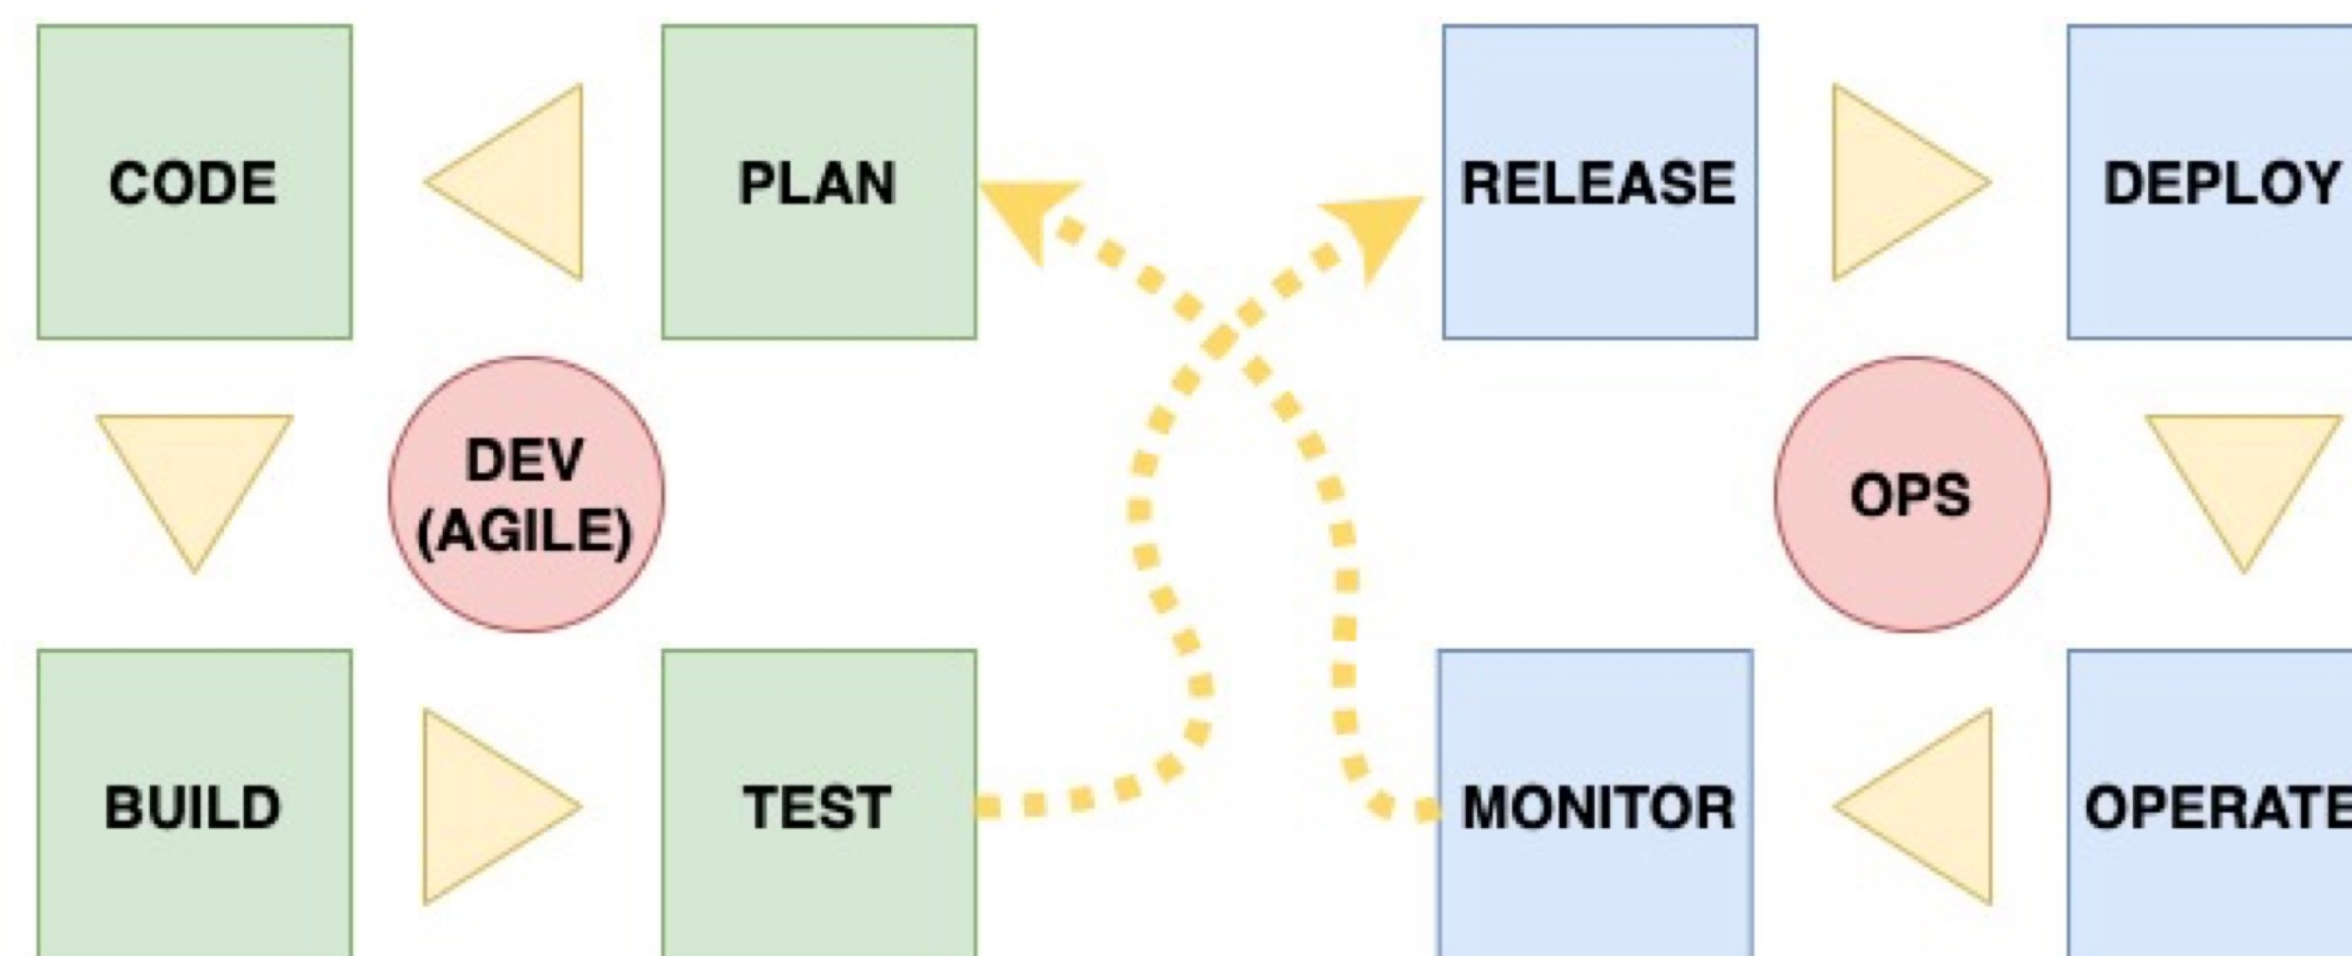 CODE
PLAN
RELEASE
DEPLOY
DEV
(AGILE)
OPS
BUILD
TEST
MONITOR
OPERATE